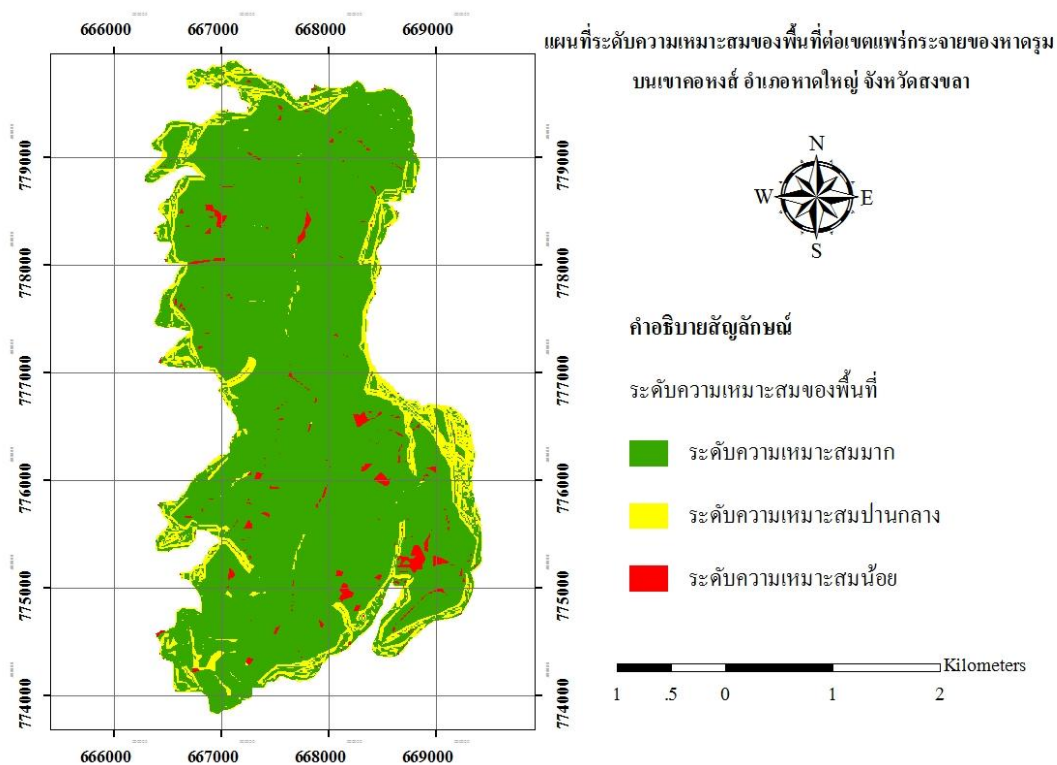 666000 667000 668000 669000
แผนที่ระดับความเหมาะสมของพื้นที่ต่อเขตแพร่กระจายของหาดรุม
บนเขาคอหงส์ อำเภอหาดใหญ่ จังหวัดสงขลา
N
W E
S
779000 779000
778000 778000
777000 777000
776000 776000
775000 775000
774000 774000
คำอธิบายสัญลักษณ์
ระดับความเหมาะสมของพื้นที่
ระดับความเหมาะสมมาก
ระดับความเหมาะสมปานกลาง
ระดับความเหมาะสมน้อย
Kilometers
1 .5 0 1 2
666000 667000 668000 669000